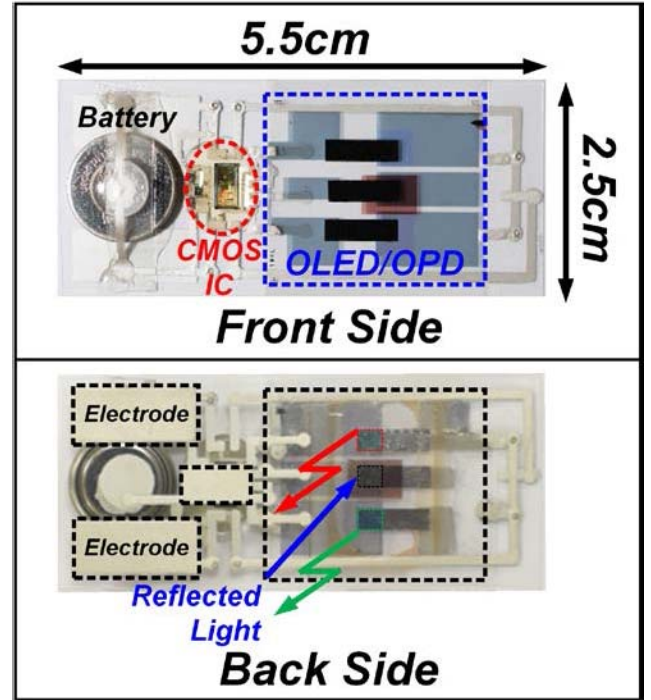 5.5cm
Battery
2.5cm
CMOS
IC
OLED/OPD
Front Side
Electrode
Electrode
Reflected
Light
Back Side